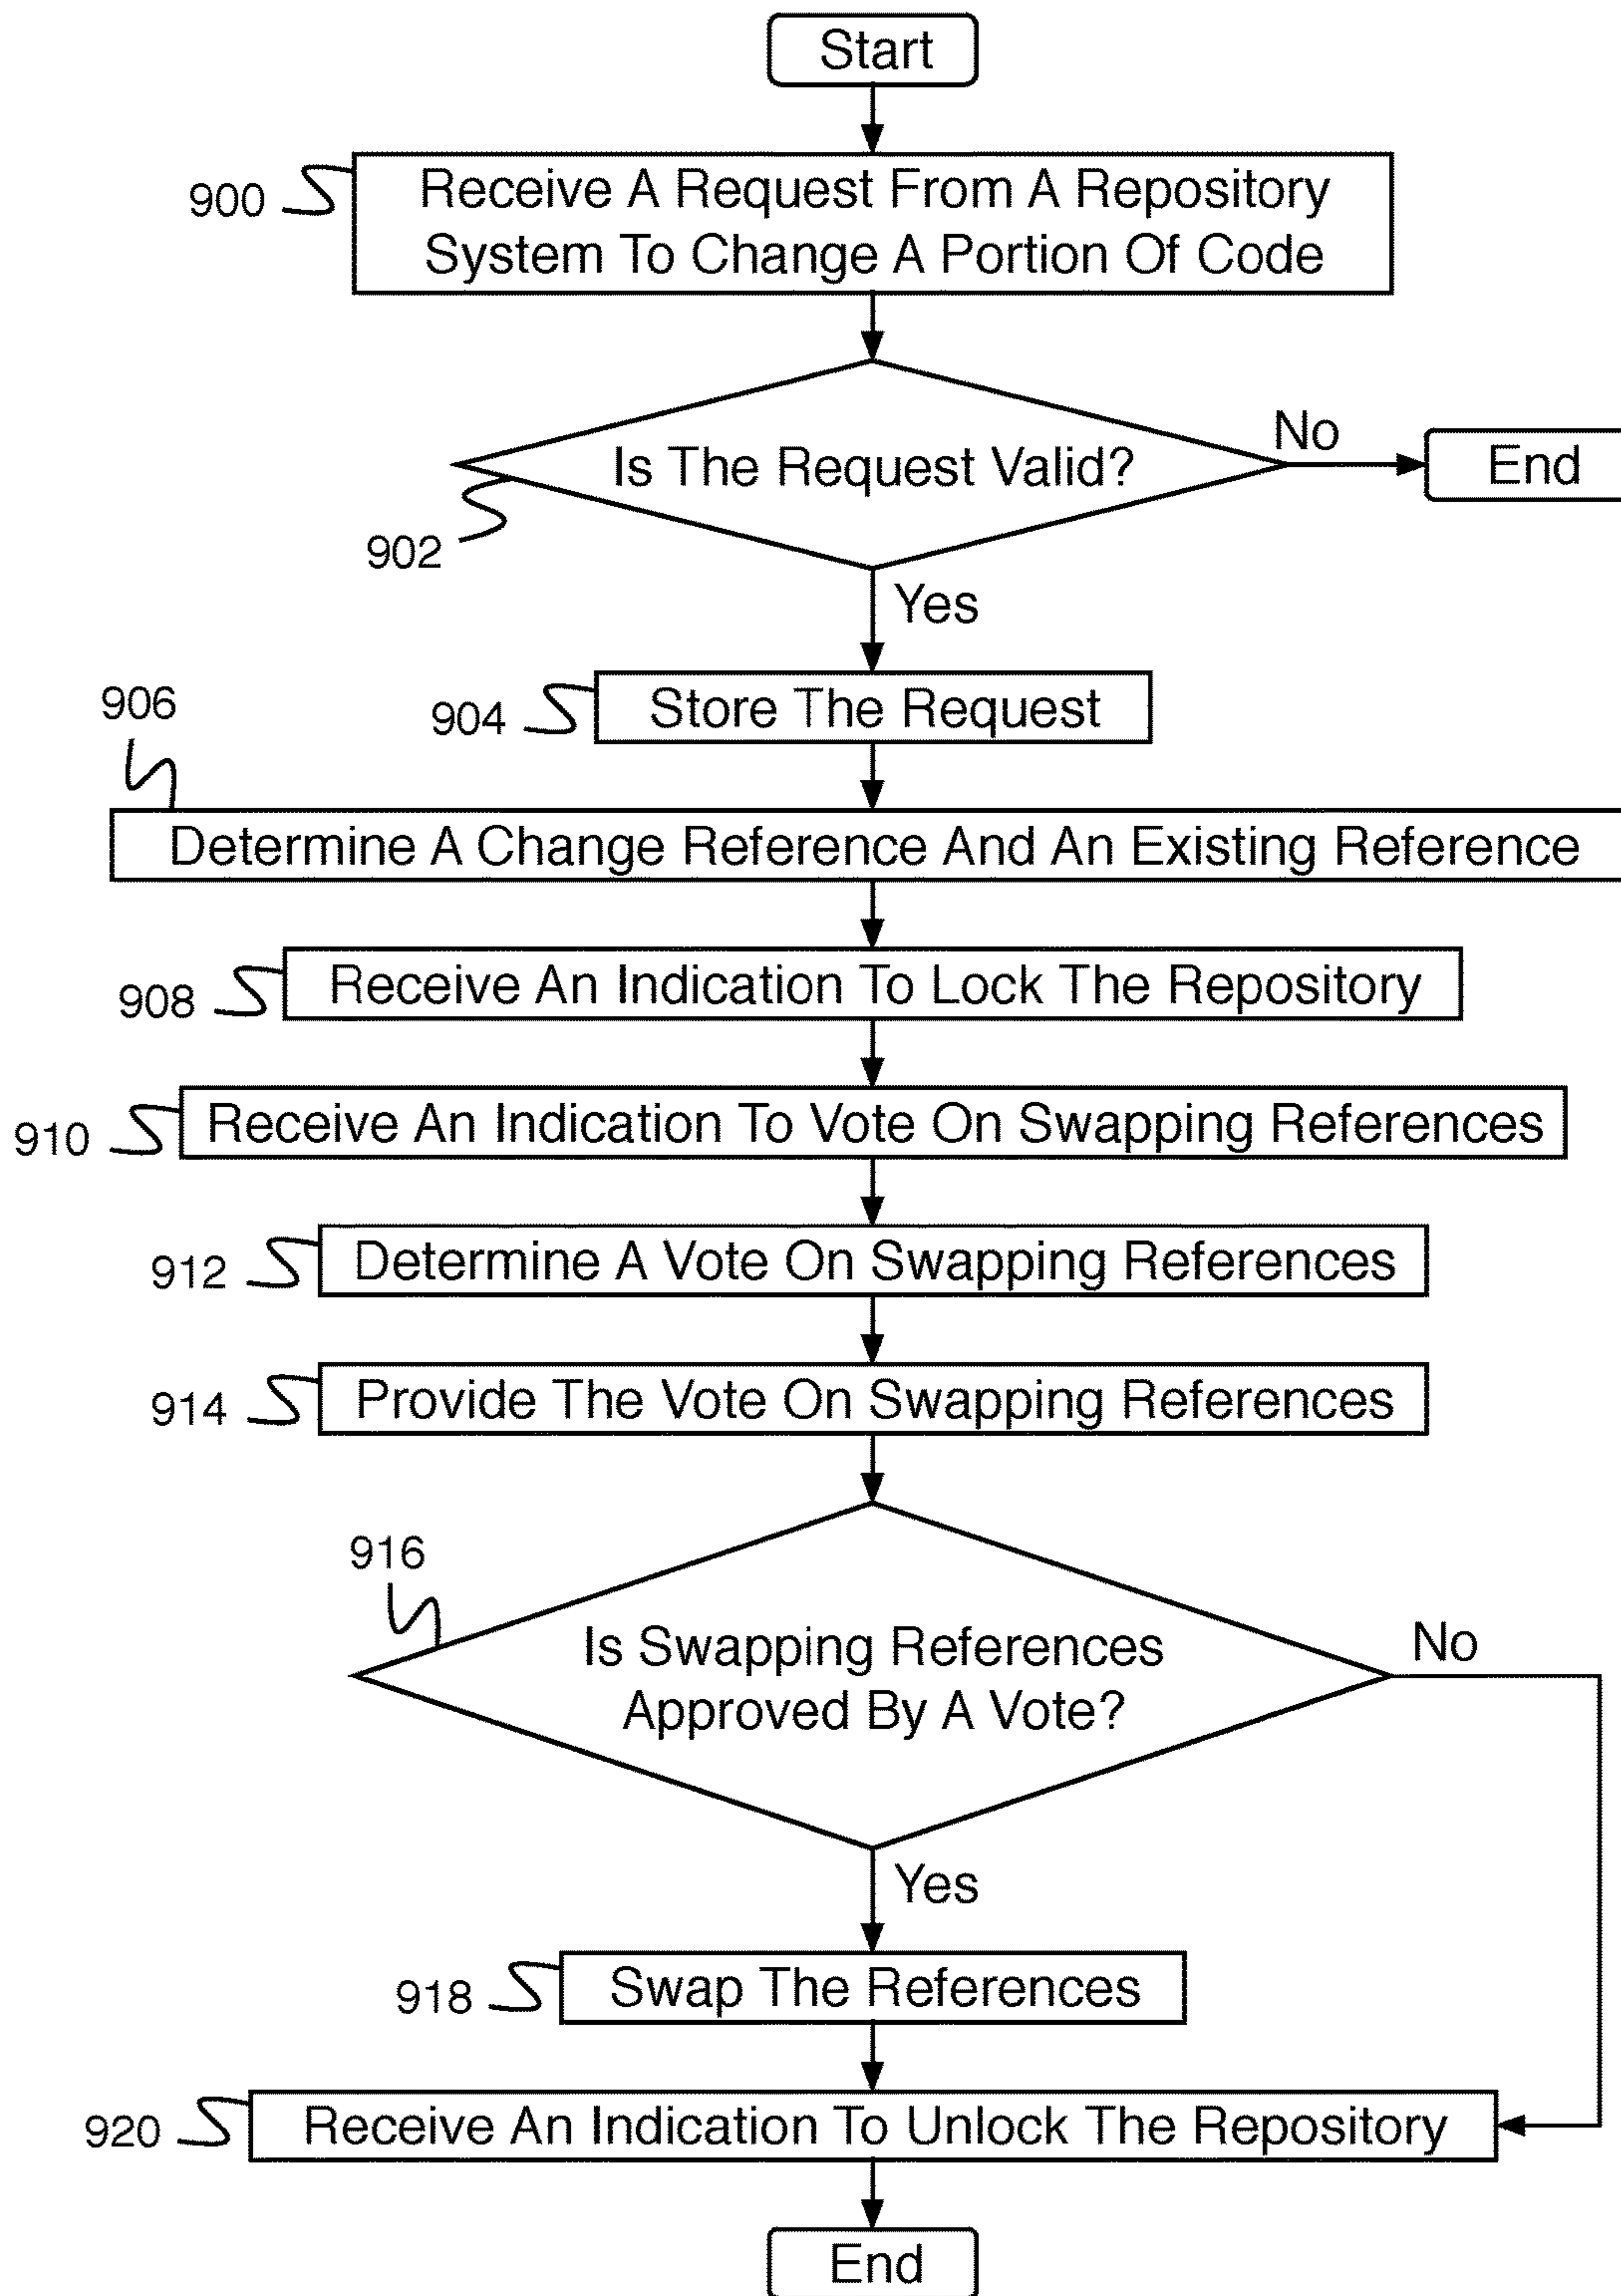 Start
900
Receive A Request From A Repository
System To Change A Portion Of Code
Is The Request Valid?
No
End
902
Yes
904
Store The Request
906
Determine A Change Reference And An Existing Reference
908
Receive An Indication To Lock The Repository
910
Receive An Indication To Vote On Swapping References
912
Determine A Vote On Swapping References
914
Provide The Vote On Swapping References
916
Is Swapping References
Approved By A Vote?
No
Yes
918
Swap The References
920
Receive An Indication To Unlock The Repository
End